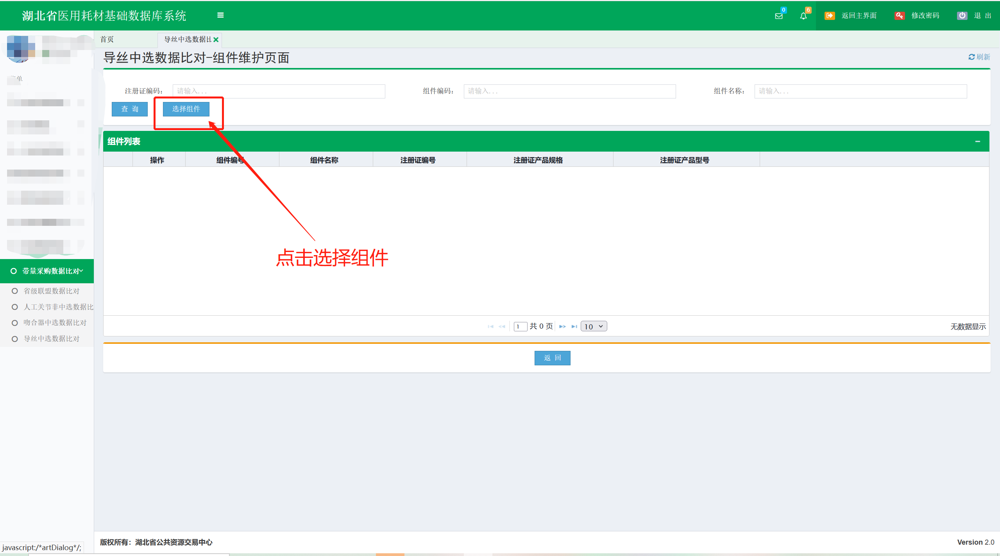 湖北省医用耗材基础数据库系统
0
6
返回主界面
修改密码
退 出
首页
导丝中选数据比
导丝中选数据比对-组件维护页面
刷新
单
注册证编码：
请输入...
组件编码：
请输入...
组件名称：
请输入...
查 询
选择组件
组件列表
操作
组件编号
组件名称
注册证编号
注册证产品规格
注册证产品型号
点击选择组件
带量采购数据比对
省级联盟数据比对
人工关节非中选数据比
吻合器中选数据比对
导丝中选数据比对
1 共 0 页
10
无数据显示
返 回
版权所有：湖北省公共资源交易中心
Version 2.0
javascript:/*artDialog*/;